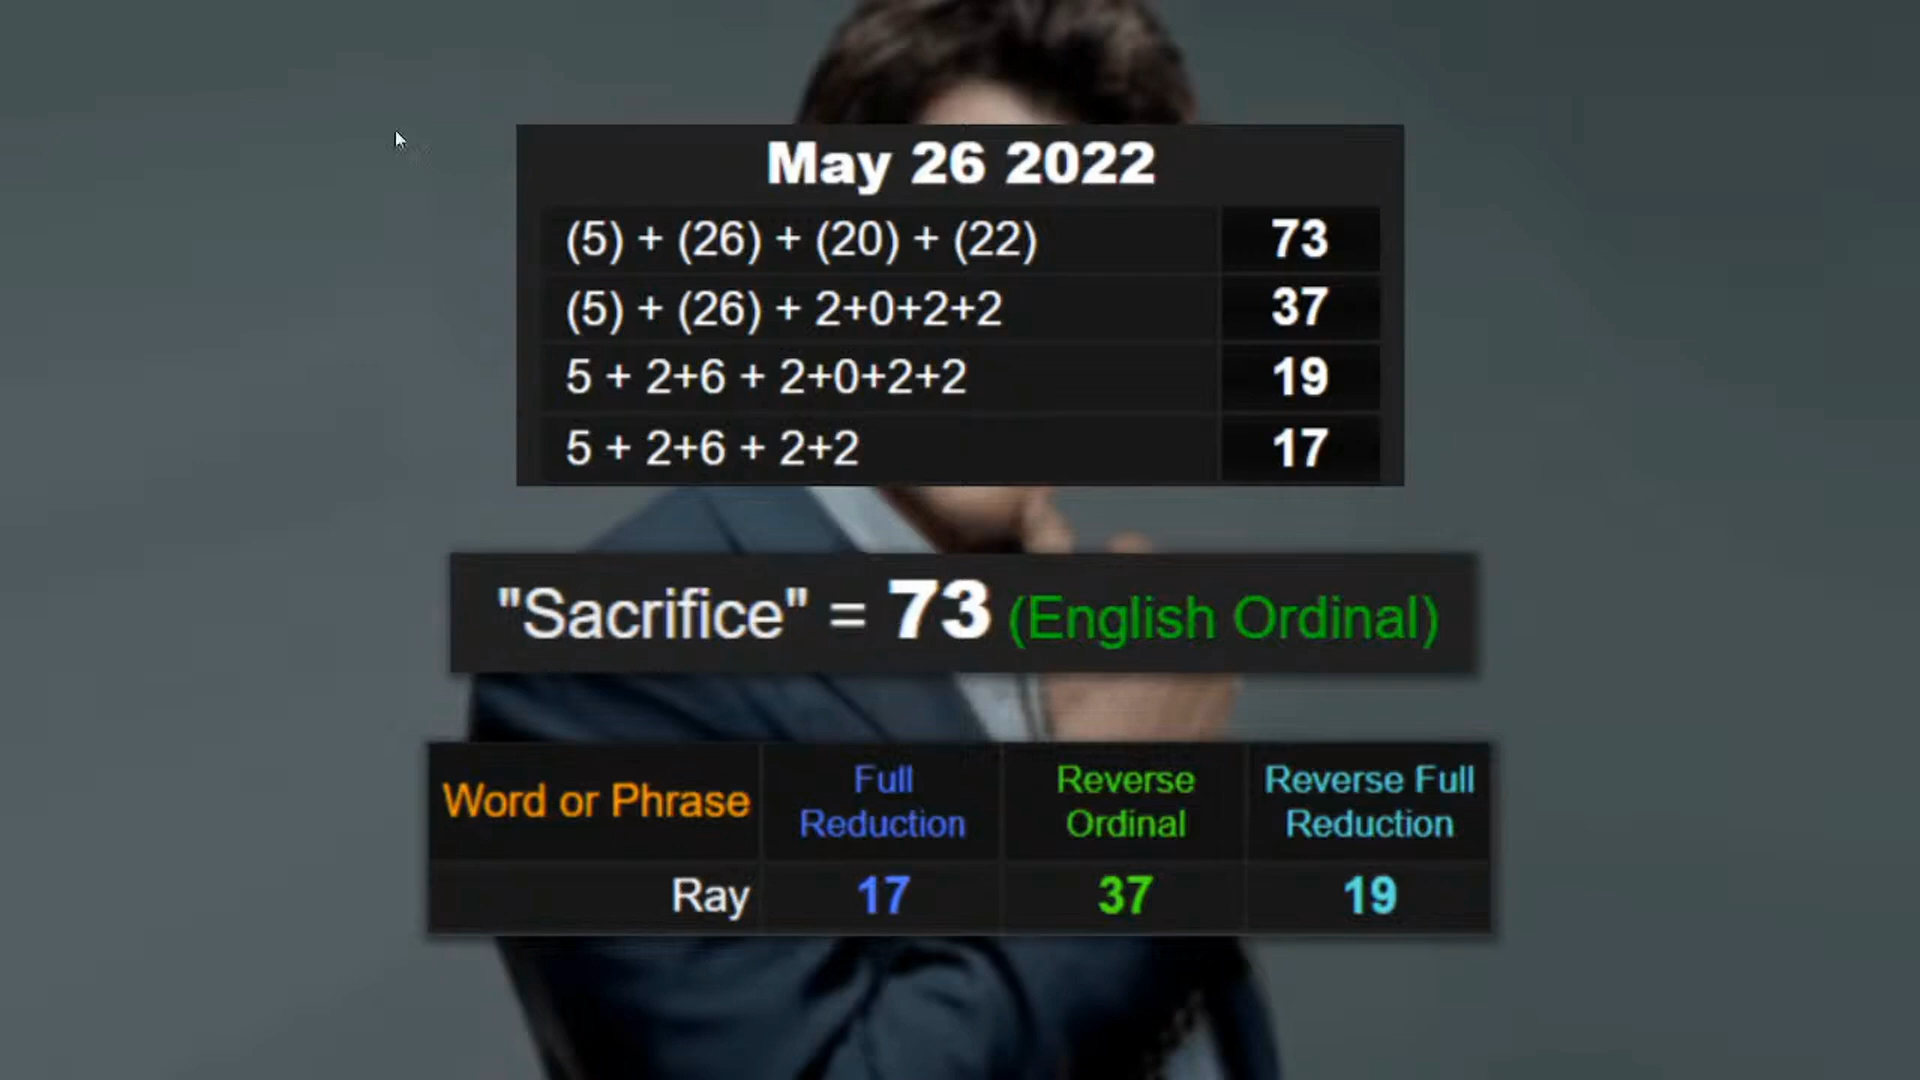 May 26 2022
(5) + (26) + (20) + (22) 73
(5) + (26) + 2+0+2+2 37
5 + 2+6 + 2+0+2+2 19
5 + 2+6 + 2+2 17
"Sacrifice" = 73 (English Ordinal)
Word or Phrase Full Reduction Reverse Ordinal Reverse Full Reduction
Ray 17 37 19